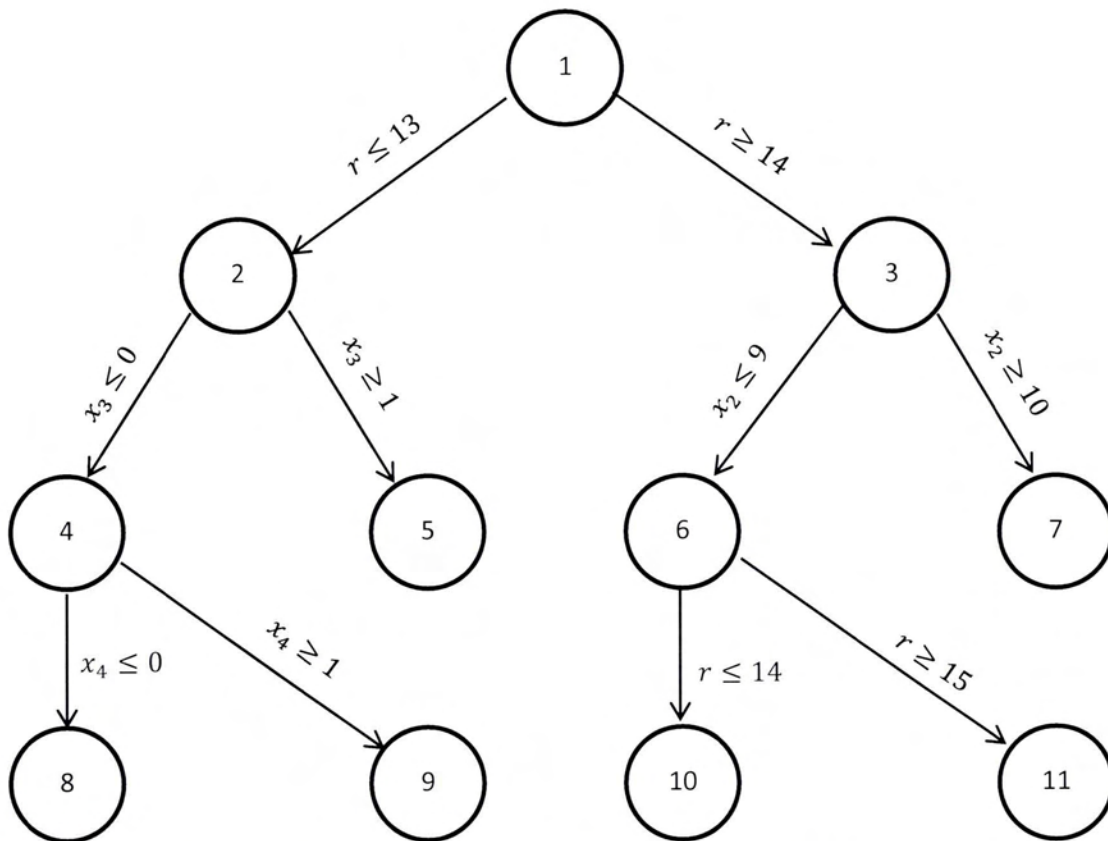 1
r ≤ 13
r ≥ 14
2
3
x₃ ≤ 0
x₃ ≥ 1
x₂ ≤ 9
x₂ ≥ 10
4
5
6
7
x₄ ≤ 0
x₄ ≥ 1
r ≤ 14
r ≥ 15
8
9
10
11